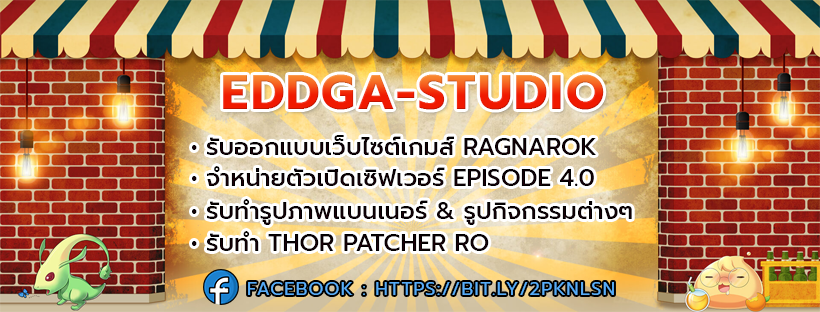 EDDGA-STUDIO
• รับออกแบบเว็บไซต์เกมส์ RAGNAROK
• จำหน่ายตัวเปิดเซิฟเวอร์ EPISODE 4.0
• รับทำรูปภาพแบนเนอร์ & รูปกิจกรรมต่างๆ
• รับทำ THOR PATCHER RO
FACEBOOK : HTTPS://BIT.LY/2PKNLSN